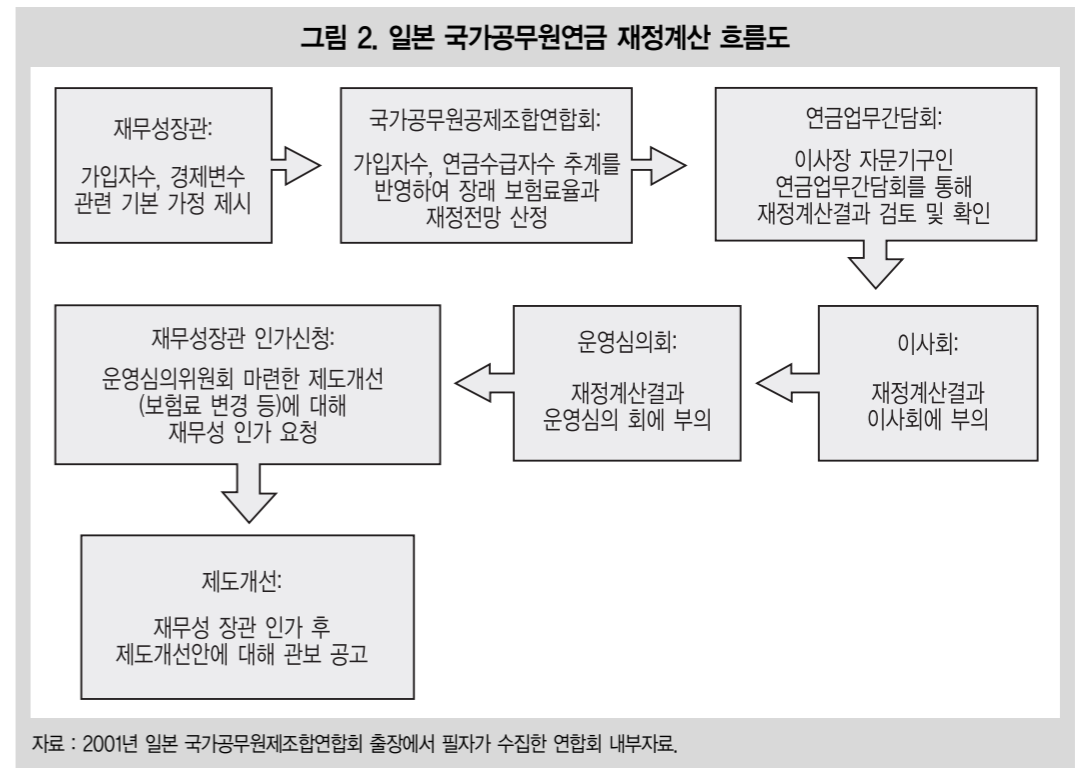 그림 2. 일본 국가공무원연금 재정계산 흐름도
재무성장관:
가입자수, 경제변수
관련 기본 가정 제시
국가공무원공제조합연합회:
가입자수, 연금수급자수 추계를
반영하여 장래 보험료율과
재정전망 산정
연금업무간담회:
이사장 자문기구인
연금업무간담회를 통해
재정계산결과 검토 및 확인
이사회:
재정계산결과
이사회에 부의
운영심의회:
재정계산결과
운영심의 회에 부의
재무성장관 인가신청:
운영심의위원회 마련한 제도개선
(보험료 변경 등)에 대해
재무성 인가 요청
제도개선:
재무성 장관 인가 후
제도개선안에 대해 관보 공고
자료 : 2001년 일본 국가공무원제조합연합회 출장에서 필자가 수집한 연합회 내부자료.